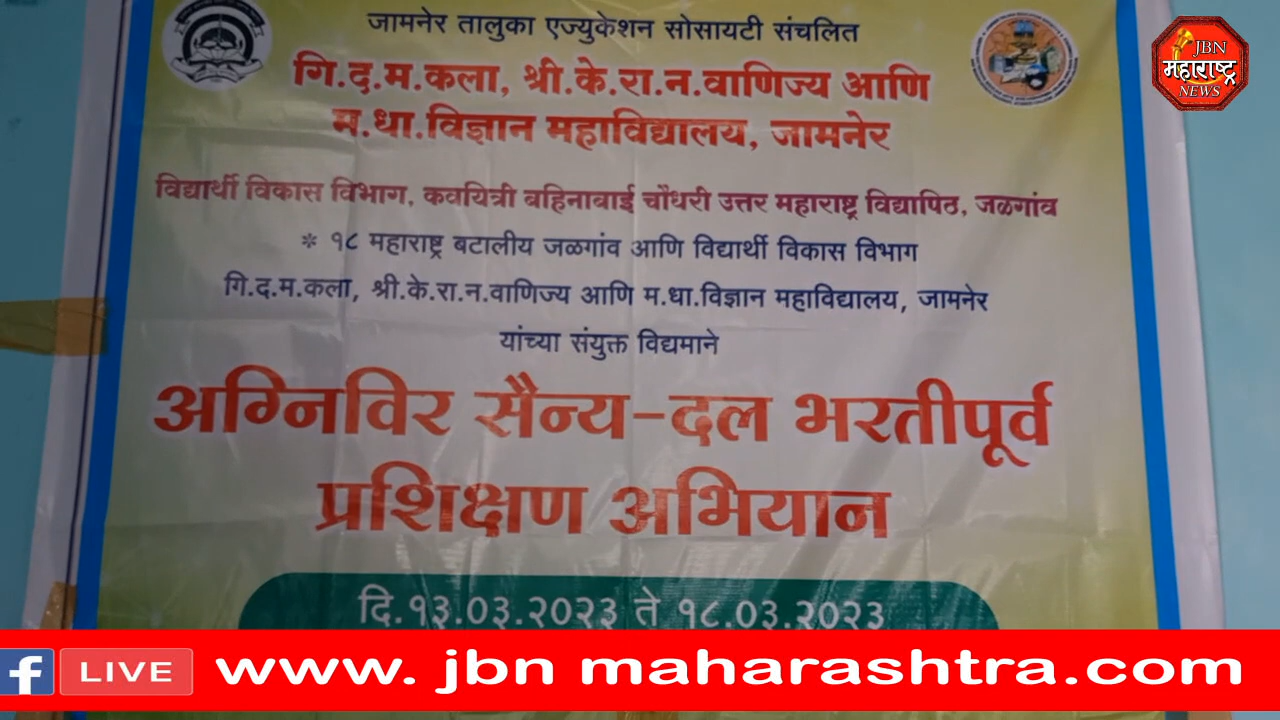 जामनेर तालुका एज्युकेशन सोसायटी संचलित
गि.द.म.कला, श्री.के.रा.न.वाणिज्य आणि
म.धा.विज्ञान महाविद्यालय, जामनेर
विद्यार्थी विकास विभाग, कवयित्री बहिनाबाई चौधरी उत्तर महाराष्ट्र विद्यापिठ, जळगांव
* १८ महाराष्ट्र बटालीय जळगांव आणि विद्यार्थी विकास विभाग
गि.द.म.कला, श्री.के.रा.न.वाणिज्य आणि म.धा.विज्ञान महाविद्यालय, जामनेर
यांच्या संयुक्त विद्यमाने
अग्निविर सैन्य-दल भरतीपूर्व
प्रशिक्षण अभियान
दि.१३.०३.२०२३ ते १८.०३.२०२३
JBN
महाराष्ट्र
NEWS
f LIVE www. jbn maharashtra.com